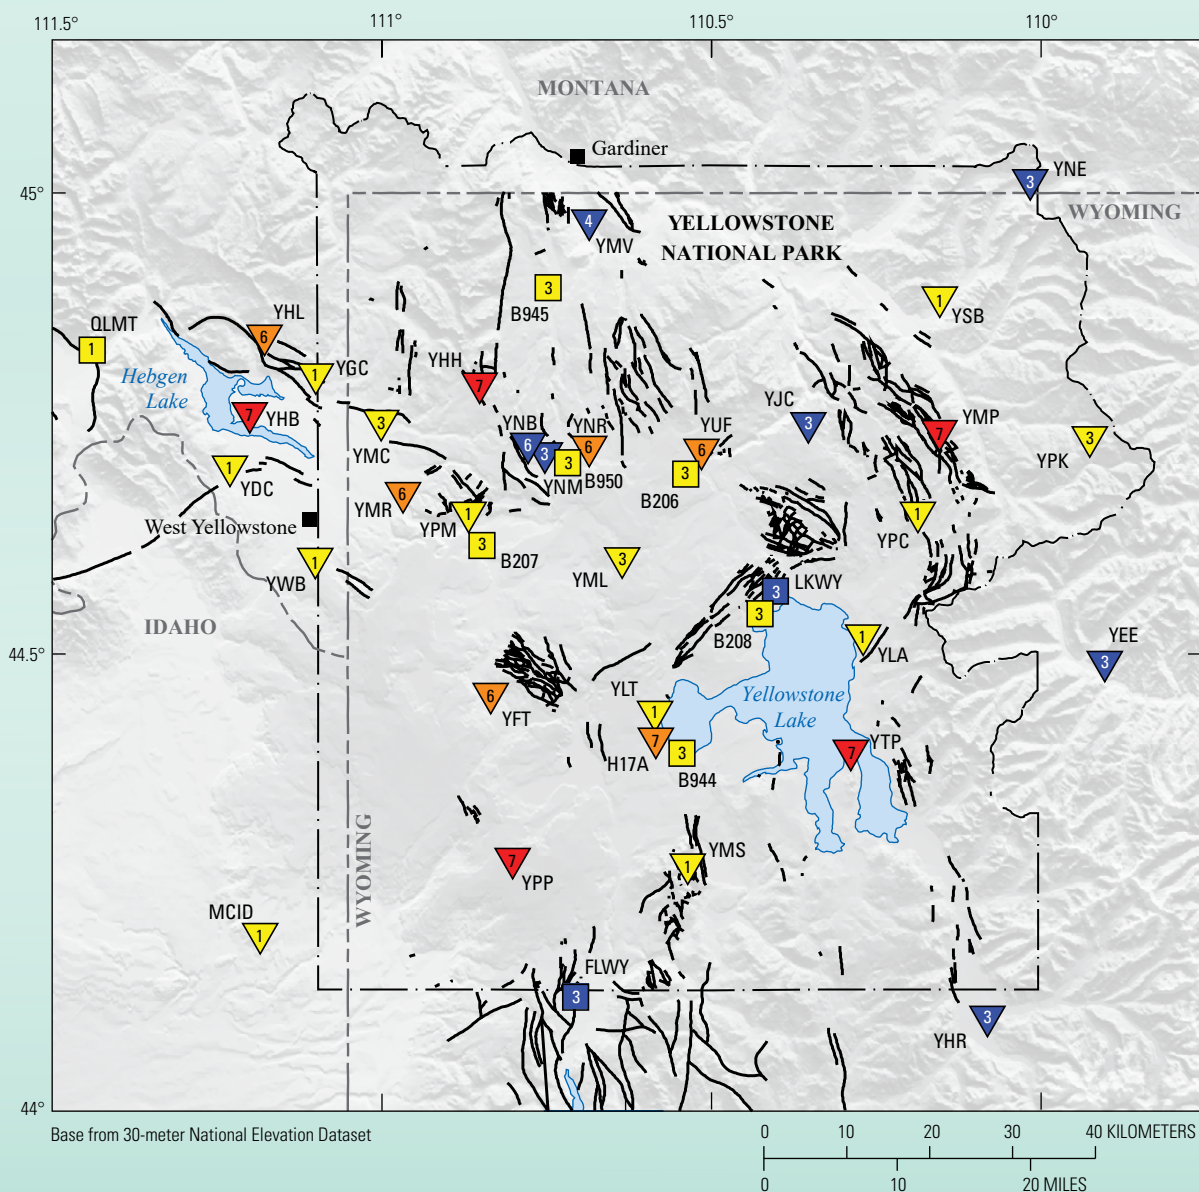 111.5°
111°
110.5°
110°
MONTANA
Gardiner
3
YNE
45°
WYOMING
4
YMV
YELLOWSTONE
NATIONAL PARK
3
B945
1
YSB
QLMT
1
YHL
6
YGC
1
Hebgen
Lake
YHH
7
7
YHB
3
YMC
YNB
6
3
YNM
YNR
6
3
B950
YUF
6
3
B206
YJC
3
YMP
7
3
YPK
1
YDC
YMR
6
West Yellowstone
YPM
1
3
B207
1
YPC
1
YWB
3
YML
3
LKWY
3
B208
IDAHO
1
YLA
YEE
3
44.5°
6
YFT
YLT
1
7
H17A
3
B944
Yellowstone
Lake
YTP
7
WYOMING
7
YPP
1
YMS
MCID
1
FLWY
3
3
YHR
44°
Base from 30-meter National Elevation Dataset
0 10 20 30 40 KILOMETERS
0 10 20 MILES